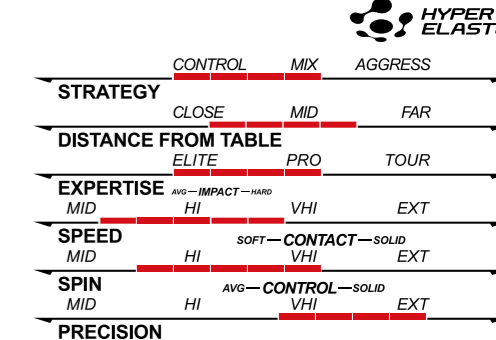 HYPER
CONTROL MIX AGGRESS
STRATEGY
CLOSE MID FAR
DISTANCE FROM TABLE
ELITE PRO TOUR
EXPERTISE AVG—IMPACT—HARD
MID HI VHI EXT
SPEED SOFT—CONTACT—SOLID
MID HI VHI EXT
SPIN AVG—CONTROL—SOLID
MID HI VHI EXT
PRECISION